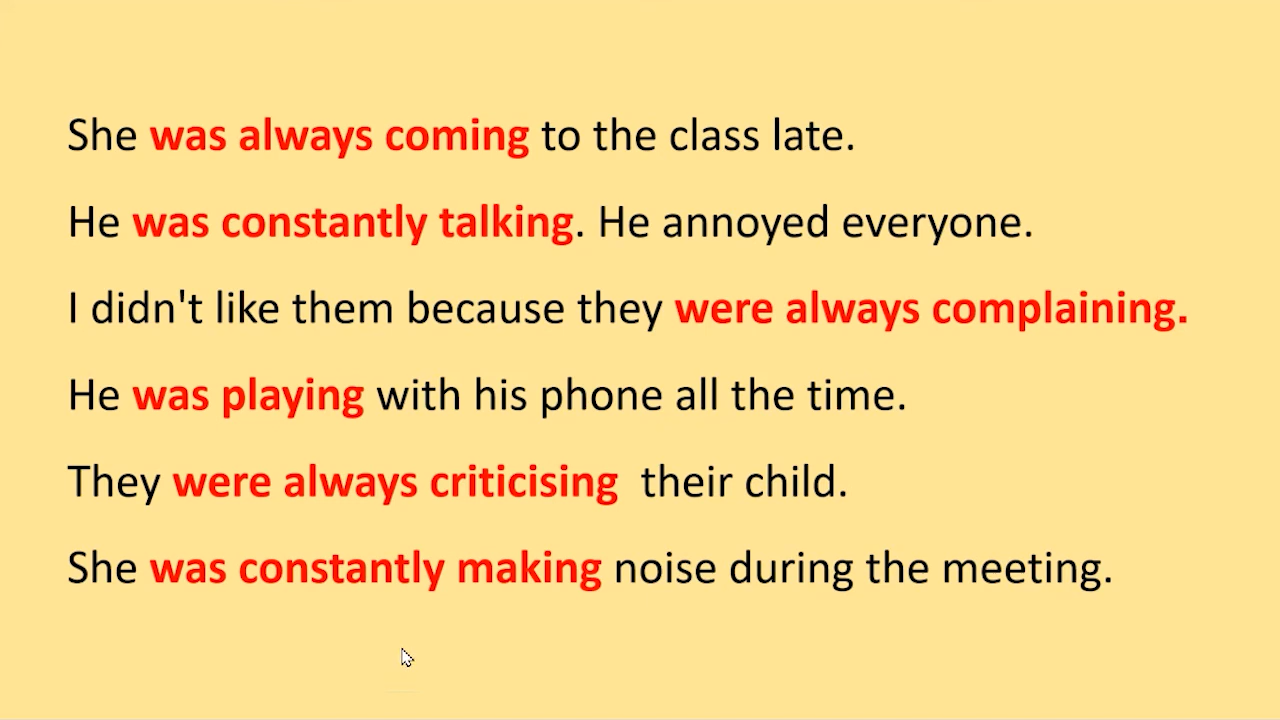 She was always coming to the class late.
He was constantly talking. He annoyed everyone.
I didn't like them because they were always complaining.
He was playing with his phone all the time.
They were always criticising their child.
She was constantly making noise during the meeting.